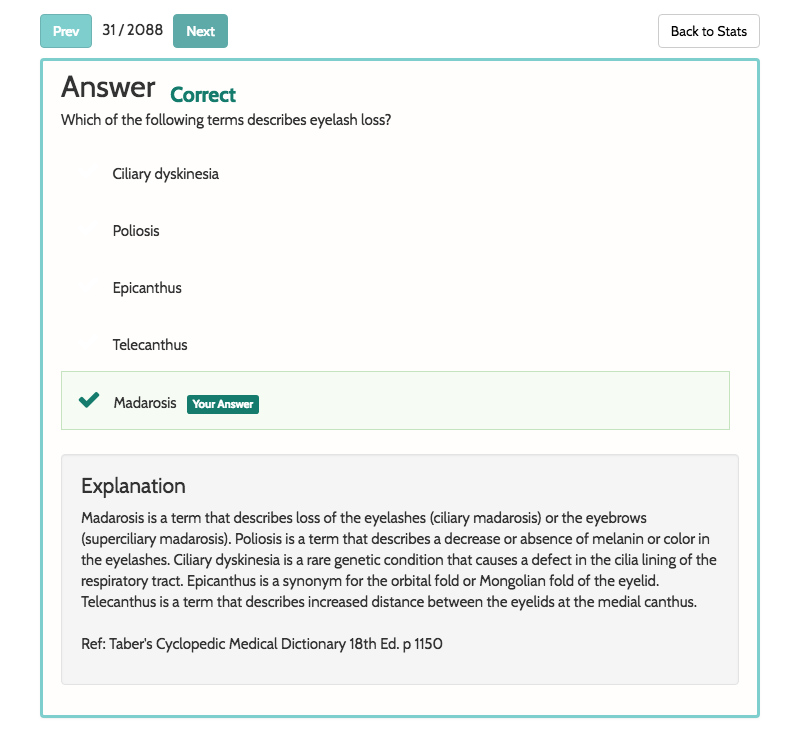 Prev 31 / 2088 Next Back to Stats
Answer Correct
Which of the following terms describes eyelash loss?
Ciliary dyskinesia
Poliosis
Epicanthus
Telecanthus
Madarosis Your Answer
Explanation
Madarosis is a term that describes loss of the eyelashes (ciliary madarosis) or the eyebrows
(superciliary madarosis). Poliosis is a term that describes a decrease or absence of melanin or color in
the eyelashes. Ciliary dyskinesia is a rare genetic condition that causes a defect in the cilia lining of the
respiratory tract. Epicanthus is a synonym for the orbital fold or Mongolian fold of the eyelid.
Telecanthus is a term that describes increased distance between the eyelids at the medial canthus.
Ref: Taber's Cyclopedic Medical Dictionary 18th Ed. p 1150